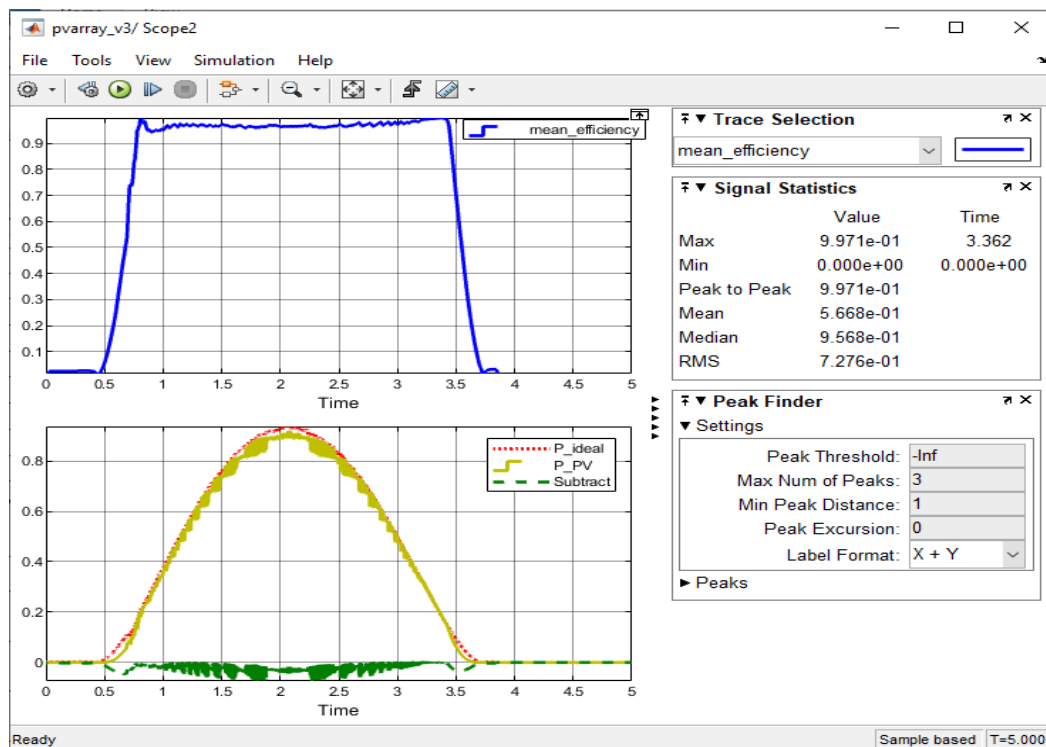 pvarray_v3/ Scope2
File Tools View Simulation Help
mean_efficiency
0.9
0.8
0.7
0.6
0.5
0.4
0.3
0.2
0.1
0 0.5 1 1.5 2 2.5 3 3.5 4 4.5 5
Time
P_ideal
P_PV
Subtract
0.8
0.6
0.4
0.2
0
0 0.5 1 1.5 2 2.5 3 3.5 4 4.5 5
Time
Trace Selection
mean_efficiency
Signal Statistics
Value Time
Max 9.971e-01 3.362
Min 0.000e+00 0.000e+00
Peak to Peak 9.971e-01
Mean 5.668e-01
Median 9.568e-01
RMS 7.276e-01
Peak Finder
Settings
Peak Threshold: -Inf
Max Num of Peaks: 3
Min Peak Distance: 1
Peak Excursion: 0
Label Format: X + Y
Peaks
Ready Sample based T=5.000